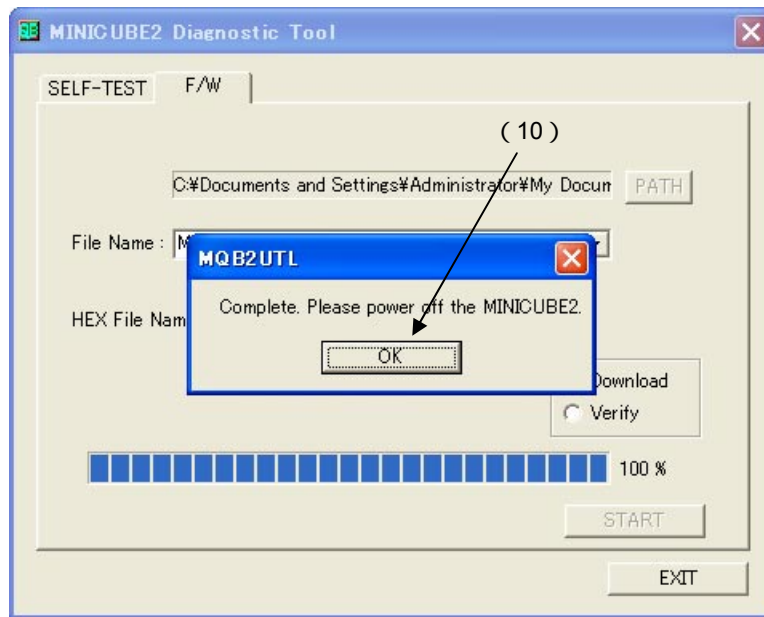 MINICUBE2 Diagnostic Tool
SELF-TEST F/W
(10)
C:¥Documents and Settings¥Administrator¥My Docum PATH
File Name : M
MQB2UTL
Complete. Please power off the MINICUBE2.
HEX File Nam
OK
Download
Verify
100 %
START
EXIT